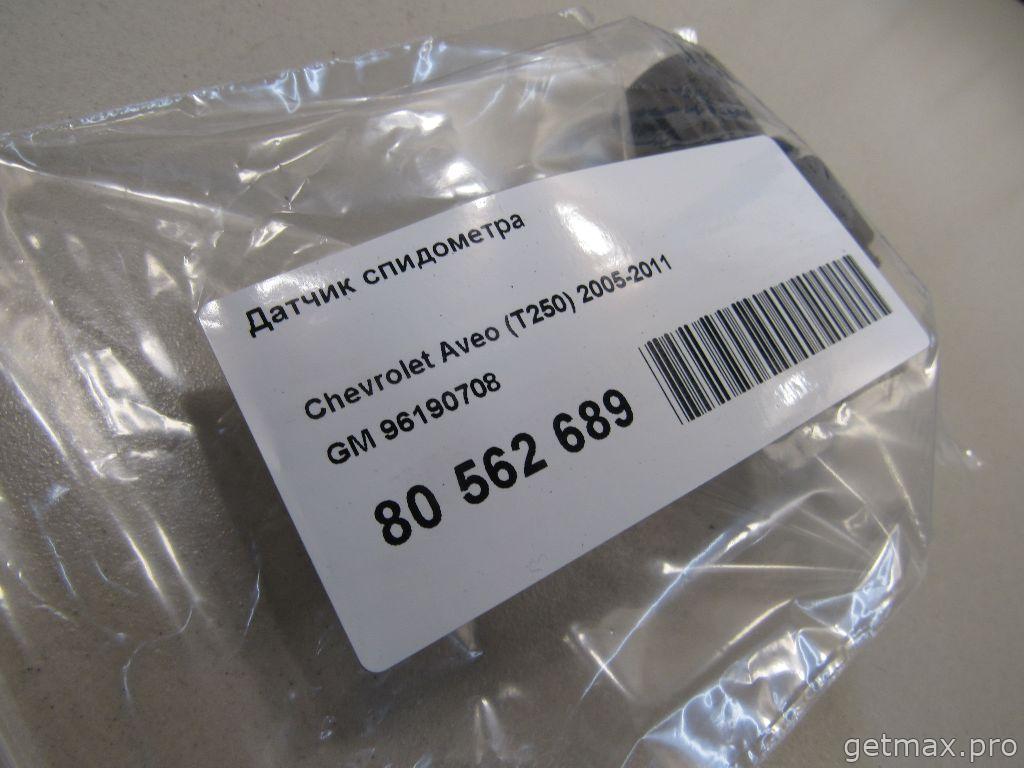 Датчик спидометра
Chevrolet Aveo (T250) 2005-2011
GM 96190708
80 562 689
getmax.pro